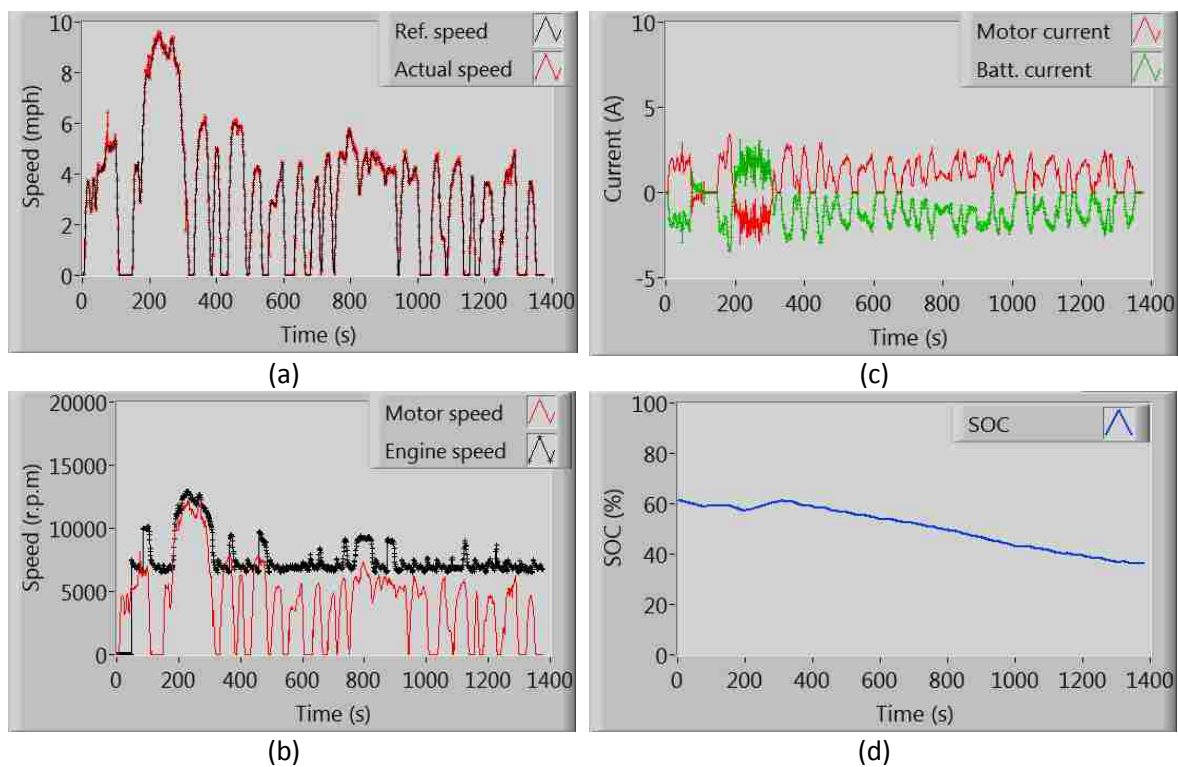 10
8
6
4
2
0
Speed (mph)
Ref. speed
Actual speed
0 200 400 600 800 1000 1200 1400
Time (s)
(a)
10
5
0
-5
Current (A)
Motor current
Batt. current
0 200 400 600 800 1000 1200 1400
Time (s)
(c)
20000
15000
10000
5000
0
Speed (r.p.m)
Motor speed
Engine speed
0 200 400 600 800 1000 1200 1400
Time (s)
(b)
100
80
60
40
20
0
SOC (%)
SOC
0 200 400 600 800 1000 1200 1400
Time (s)
(d)